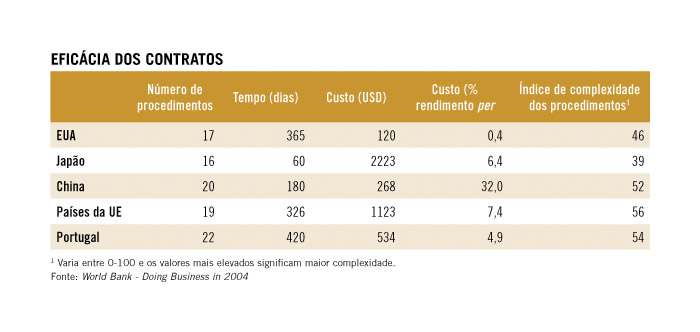 EFICÁCIA DOS CONTRATOS
Número de procedimentos Tempo (dias) Custo (USD) Custo (% rendimento per Índice de complexidade dos procedimentos¹
EUA 17 365 120 0,4 46
Japão 16 60 2223 6,4 39
China 20 180 268 32,0 52
Países da UE 19 326 1123 7,4 56
Portugal 22 420 534 4,9 54
¹ Varia entre 0-100 e os valores mais elevados significam maior complexidade.
Fonte: World Bank - Doing Business in 2004